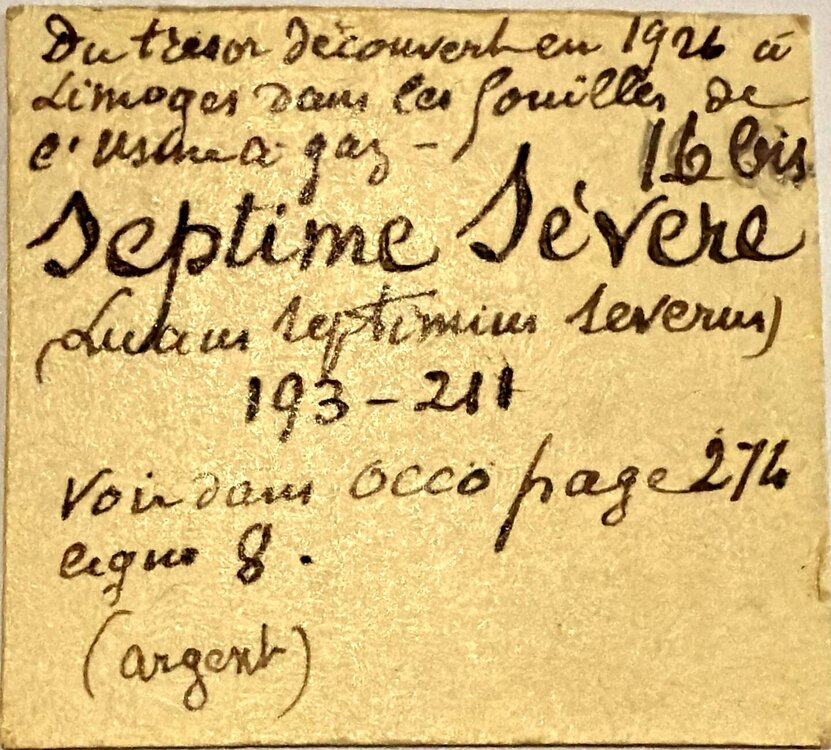 Du trésor découvert en 1926 à
Limoges dans les fouilles de
l'Usine à gaz -
16 bis
Septime Sévere
(Lucius Septimius Severus)
193-211
Voir dans Occo page 274
ligne 8.
(argent)